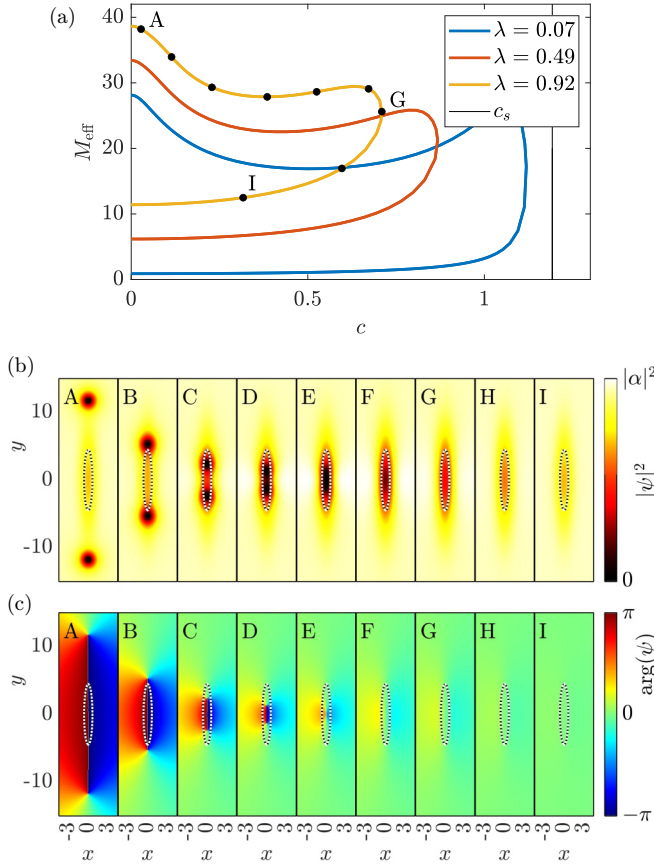 (a)
40
30
20
10
0
M_eff
A
G
I
λ = 0.07
λ = 0.49
λ = 0.92
c_s
0
0.5
1
c
(b)
15
0
-10
y
A B C D E F G H I
|α|²
|ψ|²
0
(c)
15
0
-10
y
A B C D E F G H I
π
0
−π
arg(ψ)
-3 0 3 -3 0 3 -3 0 3 -3 0 3 -3 0 3 -3 0 3 -3 0 3 -3 0 3 -3 0 3
x x x x x x x x x